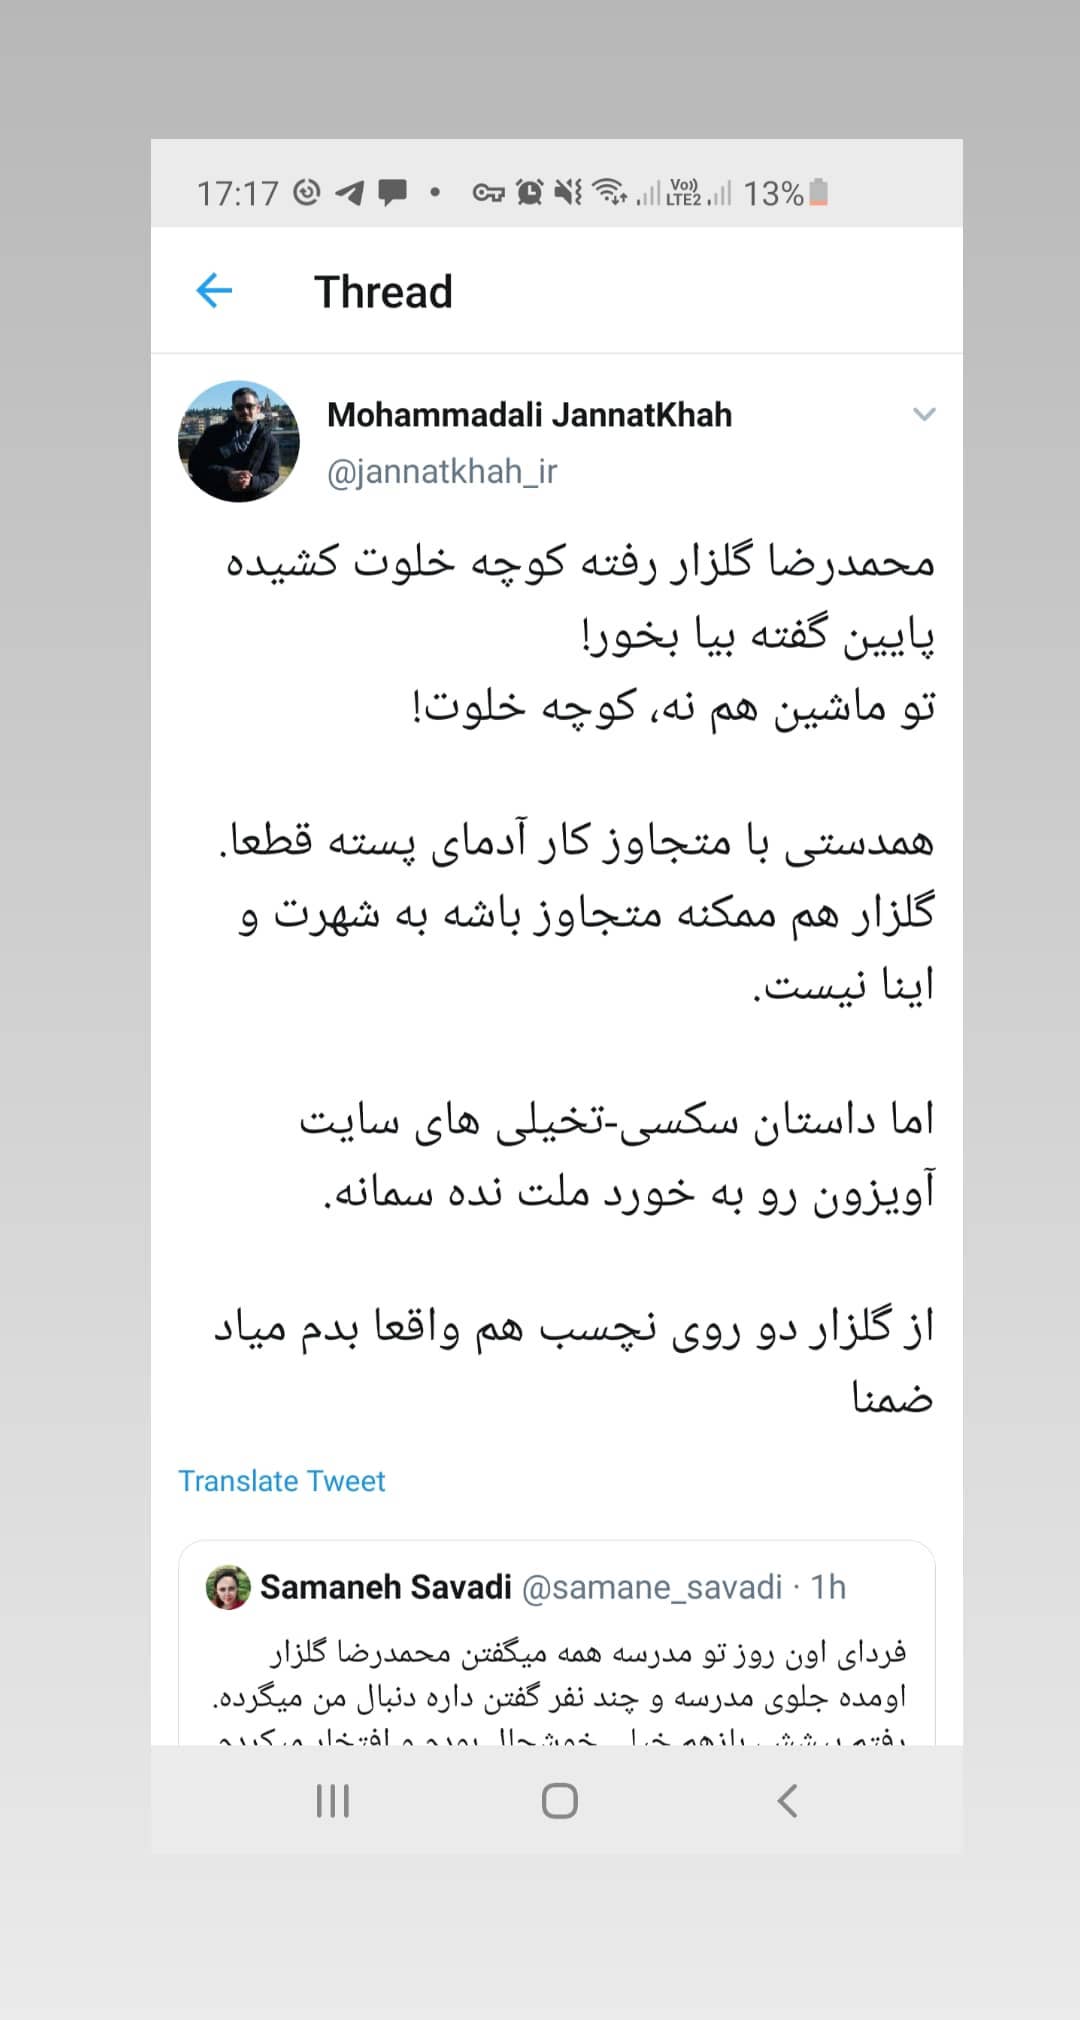 17:17 Vo)) LTE2 13%
Thread
Mohammadali JannatKhah
@jannatkhah_ir
محمدرضا گلزار رفته کوچه خلوت کشیده
پایین گفته بیا بخور!
تو ماشین هم نه، کوچه خلوت!
همدستی با متجاوز کار آدمای پسته قطعا.
گلزار هم ممکنه متجاوز باشه به شهرت و
اینا نیست.
اما داستان سکسی-تخیلی های سایت
آویزون رو به خورد ملت نده سمانه.
از گلزار دو روی نچسب هم واقعا بدم میاد
ضمنا
Translate Tweet
Samaneh Savadi @samane_savadi · 1h
فردای اون روز تو مدرسه همه میگفتن محمدرضا گلزار
اومده جلوی مدرسه و چند نفر گفتن داره دنبال من میگرده.